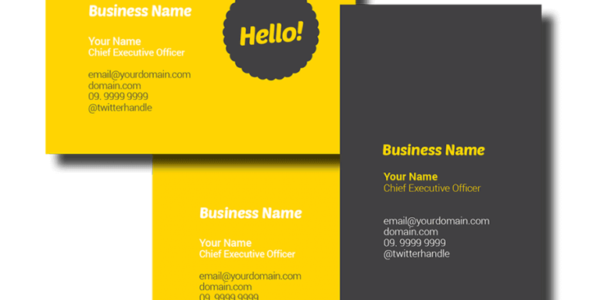 Business Name
Hello!
Your Name
Chief Executive Officer
email@yourdomain.com
domain.com
09. 9999 9999
@twitterhandle
Business Name
Your Name
Chief Executive Officer
email@yourdomain.com
domain.com
09. 9999 9999
Business Name
Your Name
Chief Executive Officer
email@yourdomain.com
domain.com
09. 9999 9999
@twitterhandle